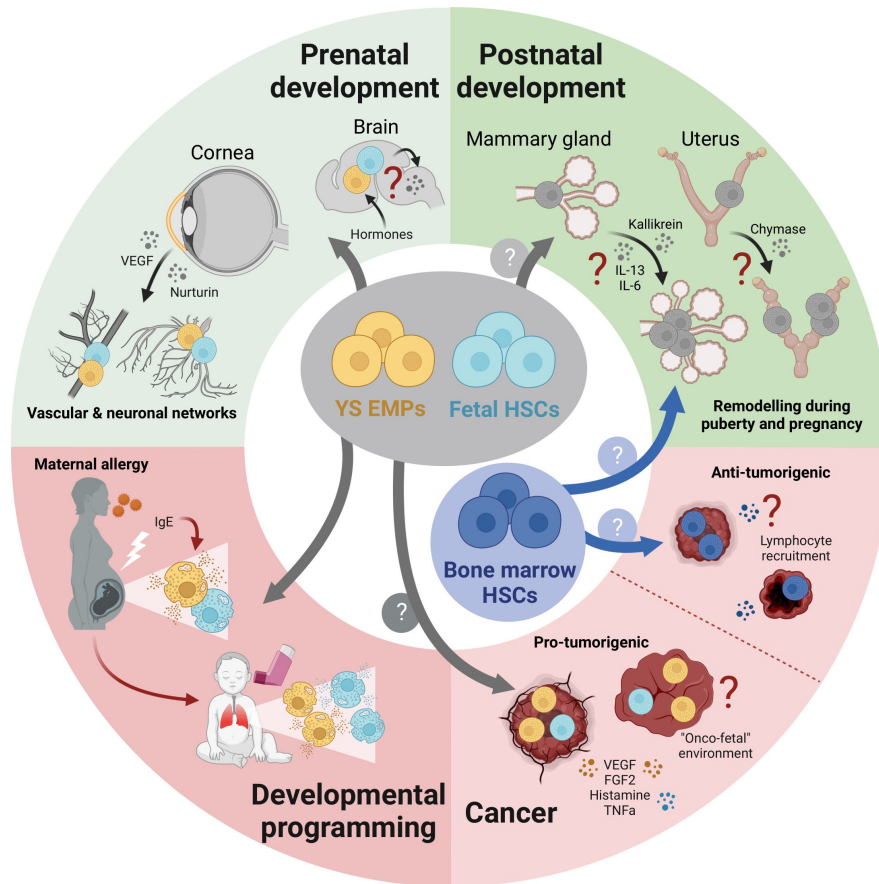 Prenatal
development
Postnatal
development
Cornea
Brain
?
Hormones
VEGF
Nurturin
Vascular & neuronal networks
Mammary gland
Uterus
Kallikrein
?
IL-13
IL-6
Chymase
?
Remodelling during
puberty and pregnancy
?
YS EMPs
Fetal HSCs
?
?
Bone marrow
HSCs
?
Maternal allergy
IgE
Developmental
programming
Anti-tumorigenic
?
Lymphocyte
recruitment
Pro-tumorigenic
?
"Onco-fetal"
environment
VEGF
FGF2
Histamine
TNFa
Cancer